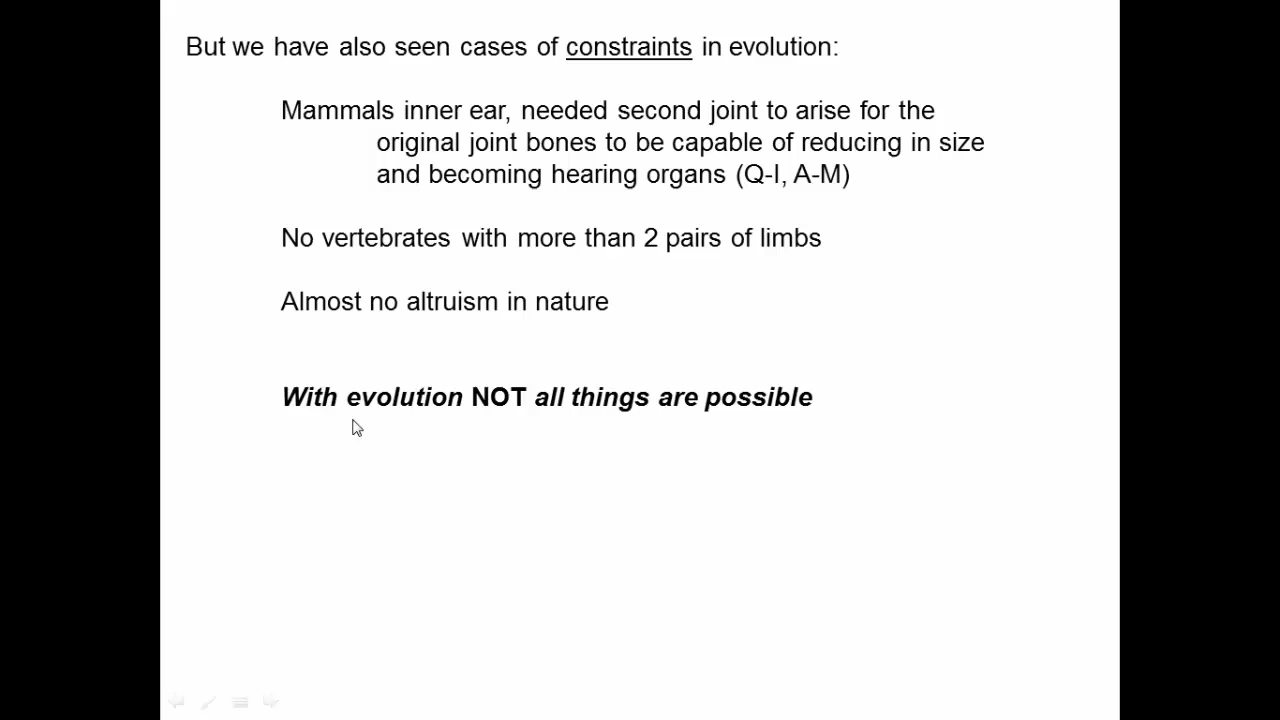 But we have also seen cases of constraints in evolution:
Mammals inner ear, needed second joint to arise for the
original joint bones to be capable of reducing in size
and becoming hearing organs (Q-I, A-M)
No vertebrates with more than 2 pairs of limbs
Almost no altruism in nature
With evolution NOT all things are possible